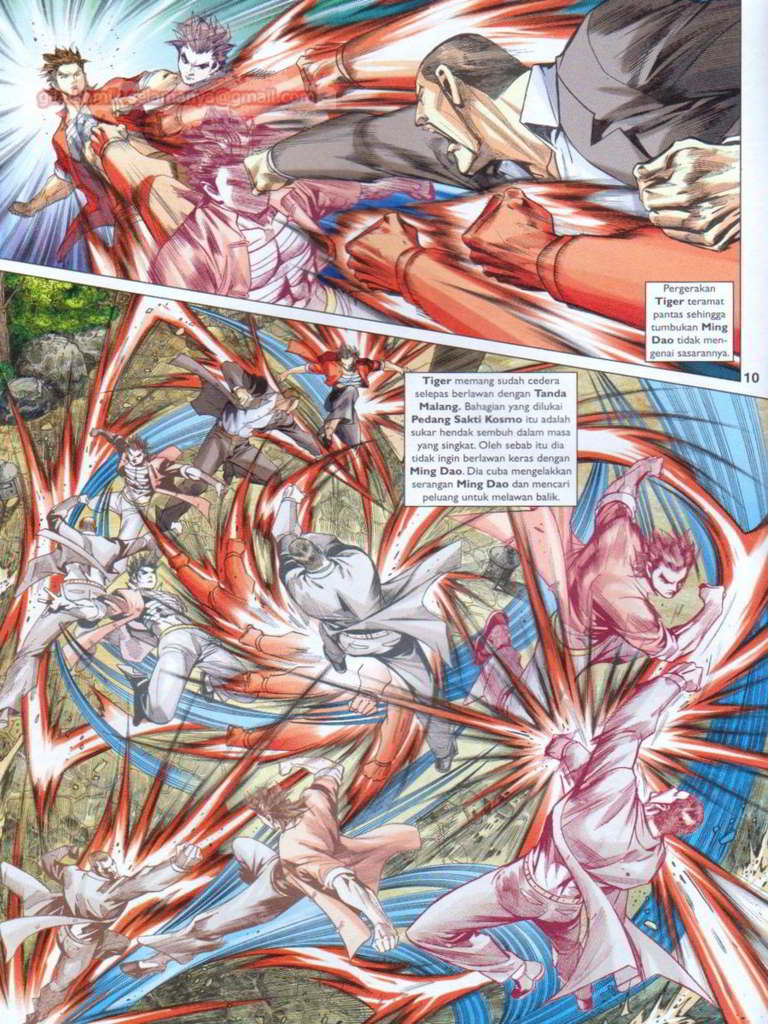 Pergerakan
Tiger teramat
pantas sehingga
tumbukan Ming
Dao tidak men-
genai sasarannya.
10
Tiger memang sudah cedera
selepas berlawan dengan Tanda
Malang. Bahagian yang dilukai
Pedang Sakti Kosmo itu adalah
sukar hendak sembuh dalam masa
yang singkat. Oleh sebab itu dia
tidak ingin berlawan keras dengan
Ming Dao. Dia cuba mengelakkan
serangan Ming Dao dan mencari
peluang untuk melawan balik.